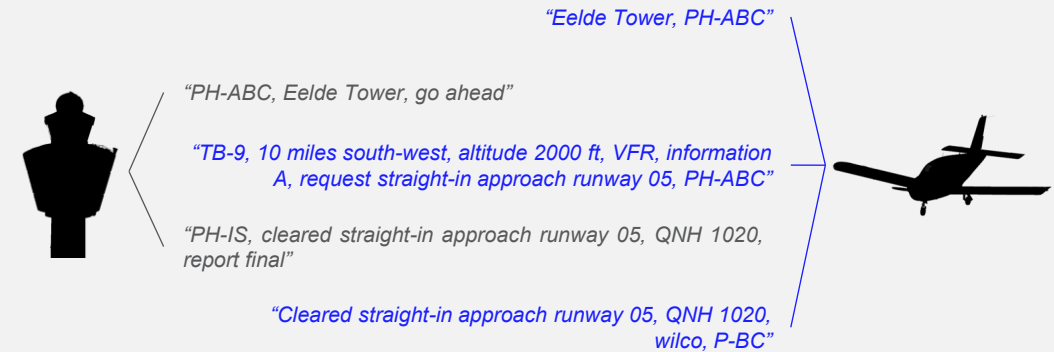 “Eelde Tower, PH-ABC”
“PH-ABC, Eelde Tower, go ahead”
“TB-9, 10 miles south-west, altitude 2000 ft, VFR, information
A, request straight-in approach runway 05, PH-ABC”
“PH-IS, cleared straight-in approach runway 05, QNH 1020,
report final”
“Cleared straight-in approach runway 05, QNH 1020,
wilco, P-BC”